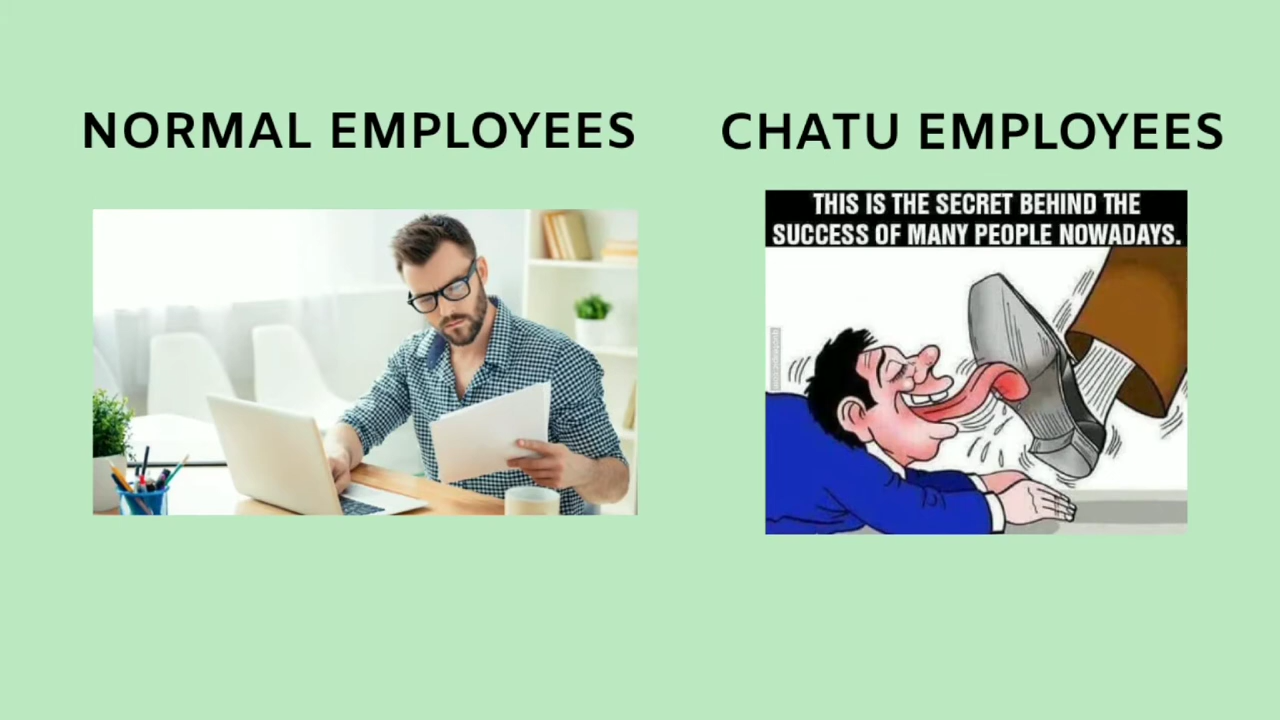 NORMAL EMPLOYEES
CHATU EMPLOYEES
THIS IS THE SECRET BEHIND THE
SUCCESS OF MANY PEOPLE NOWADAYS.